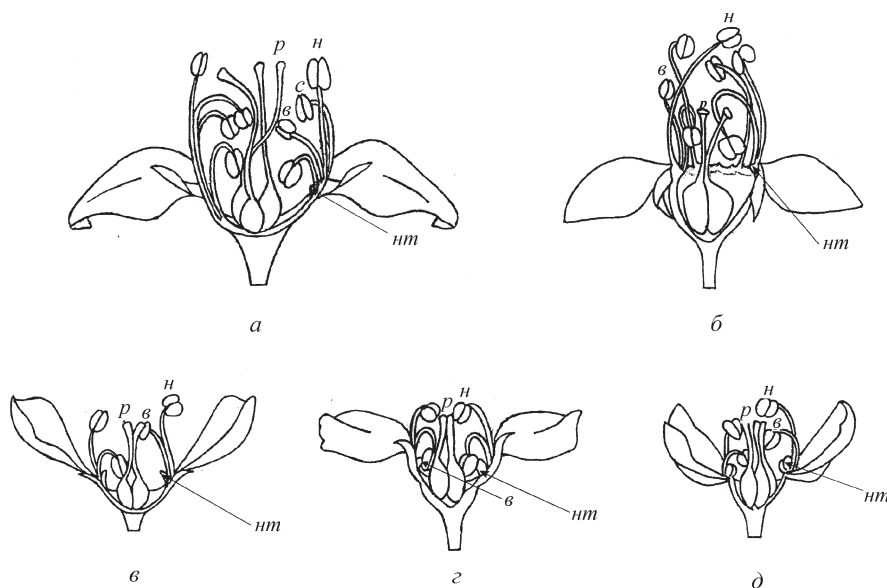 р н
с
в
нт
а
н
в
нт
б
р в н
нт
в
р н
в
нт
г
р н
в
нт
д